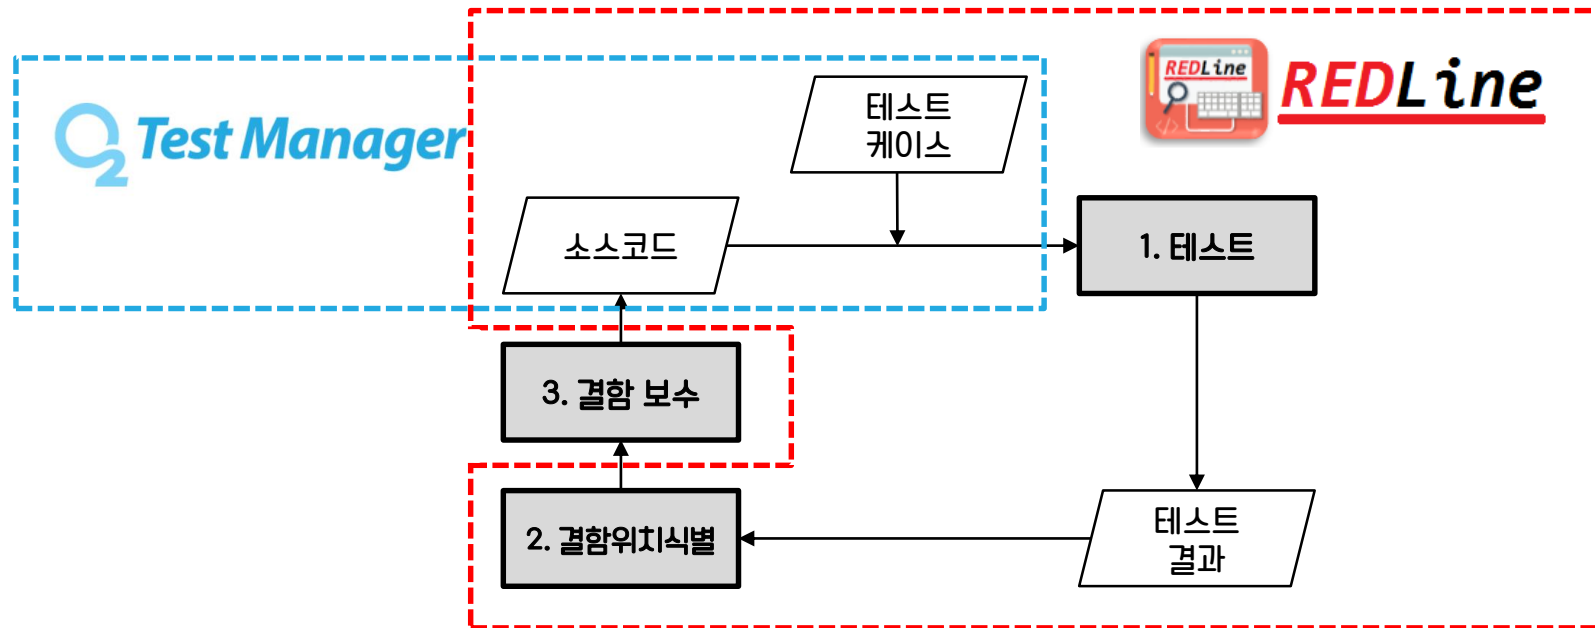 REDLine
REDLine
O2 Test Manager
테스트
케이스
소스코드
1. 테스트
3. 결함 보수
2. 결함위치식별
테스트
결과